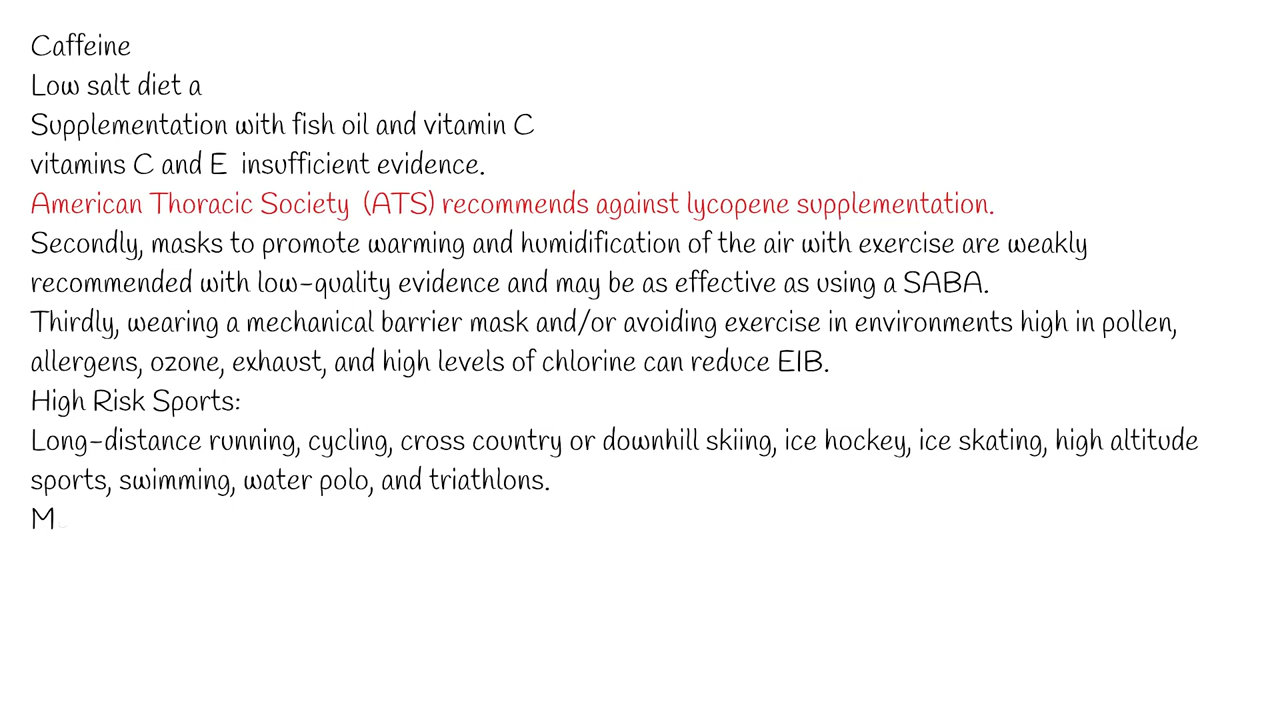 Caffeine
Low salt diet a
Supplementation with fish oil and vitamin C
vitamins C and E  insufficient evidence.
American Thoracic Society  (ATS) recommends against lycopene supplementation.
Secondly, masks to promote warming and humidification of the air with exercise are weakly
recommended with low-quality evidence and may be as effective as using a SABA.
Thirdly, wearing a mechanical barrier mask and/or avoiding exercise in environments high in pollen,
allergens, ozone, exhaust, and high levels of chlorine can reduce EIB.
High Risk Sports:
Long-distance running, cycling, cross country or downhill skiing, ice hockey, ice skating, high altitude
sports, swimming, water polo, and triathlons.
M